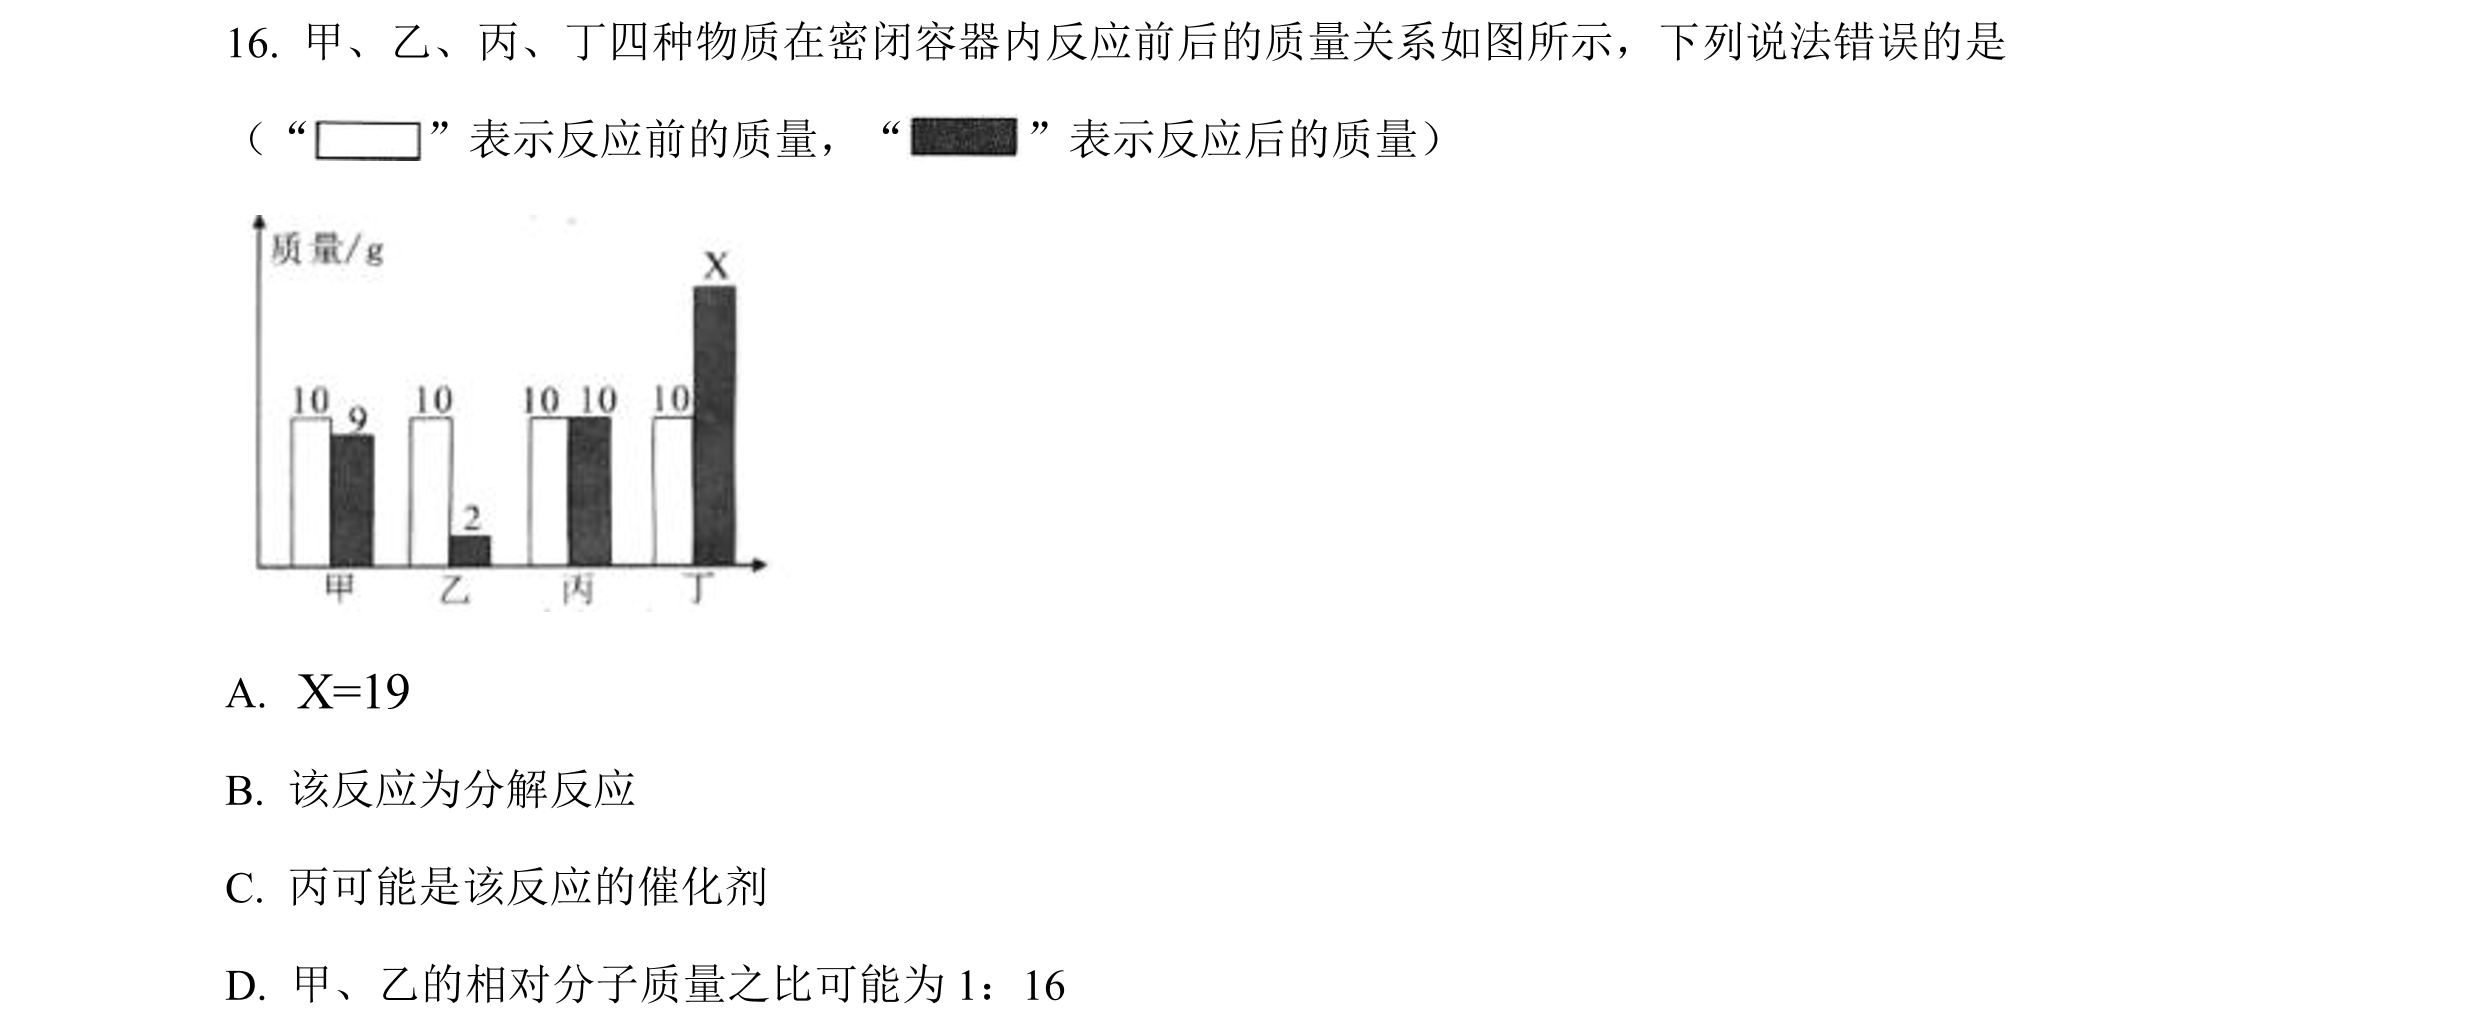 16. 甲、乙、丙、丁四种物质在密闭容器内反应前后的质量关系如图所示，下列说法错误的是
（“ ”表示反应前的质量，“ ”表示反应后的质量）
质量/g
X
10 9 10 10 10 10
2
甲 乙 丙 丁
A. X=19
B. 该反应为分解反应
C. 丙可能是该反应的催化剂
D. 甲、乙的相对分子质量之比可能为 1：16